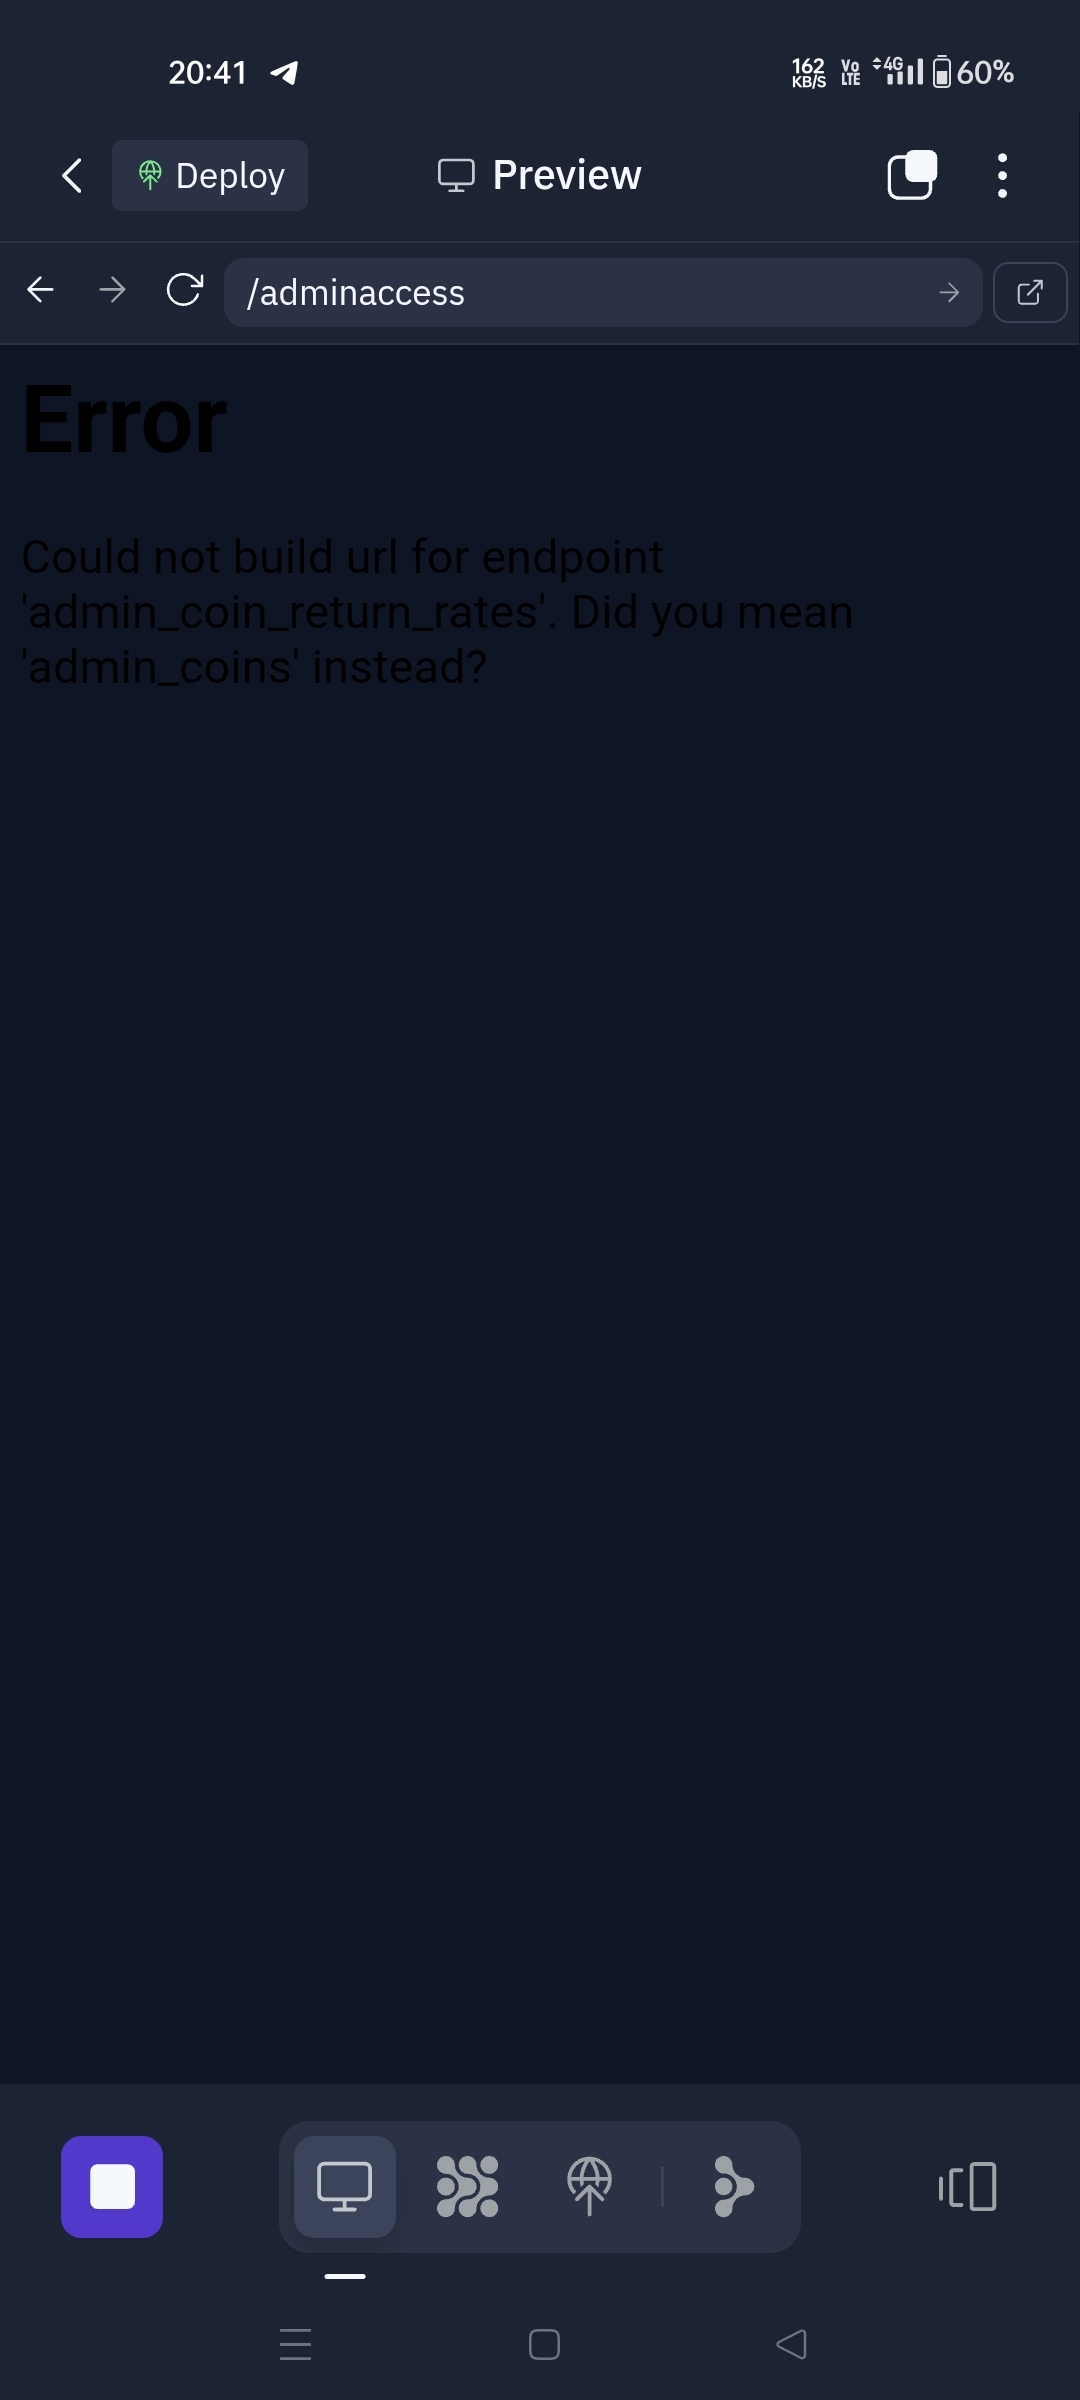 20:41
162 KB/S Vo LTE 4G 60%
Deploy
Preview
/adminaccess
Error
Could not build url for endpoint
'admin_coin_return_rates'. Did you mean
'admin_coins' instead?